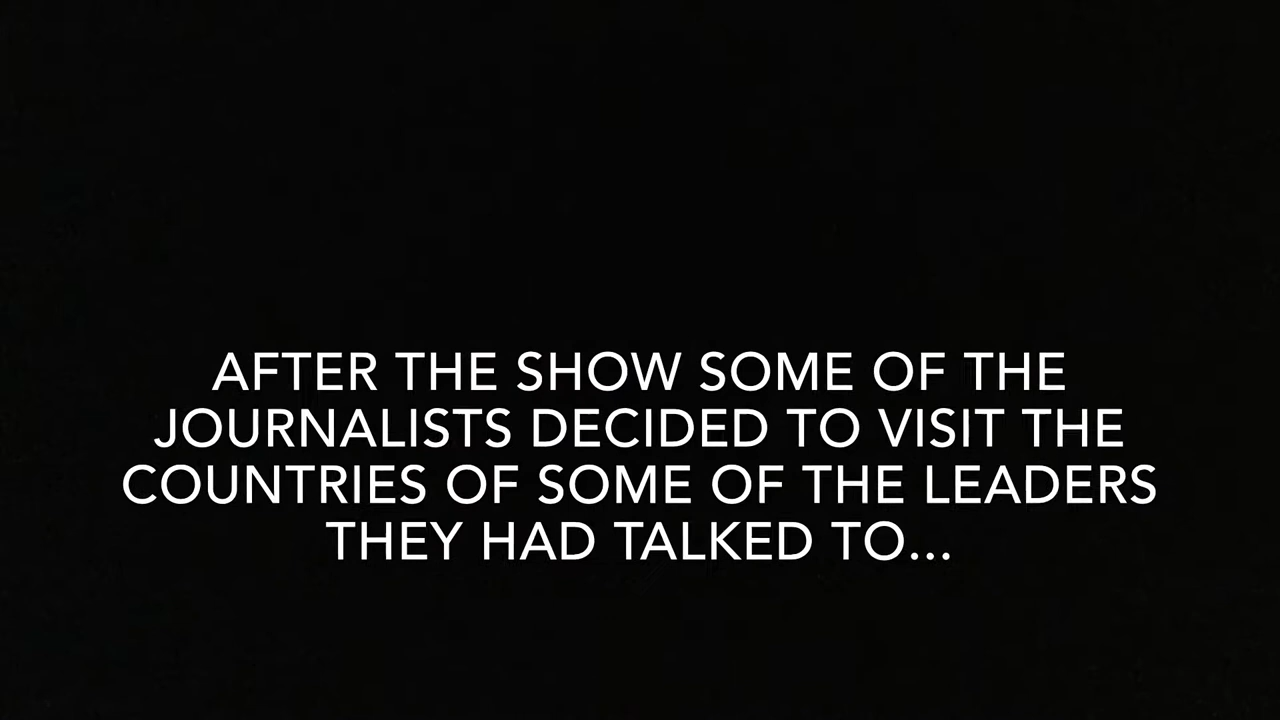 AFTER THE SHOW SOME OF THE
JOURNALISTS DECIDED TO VISIT THE
COUNTRIES OF SOME OF THE LEADERS
THEY HAD TALKED TO...